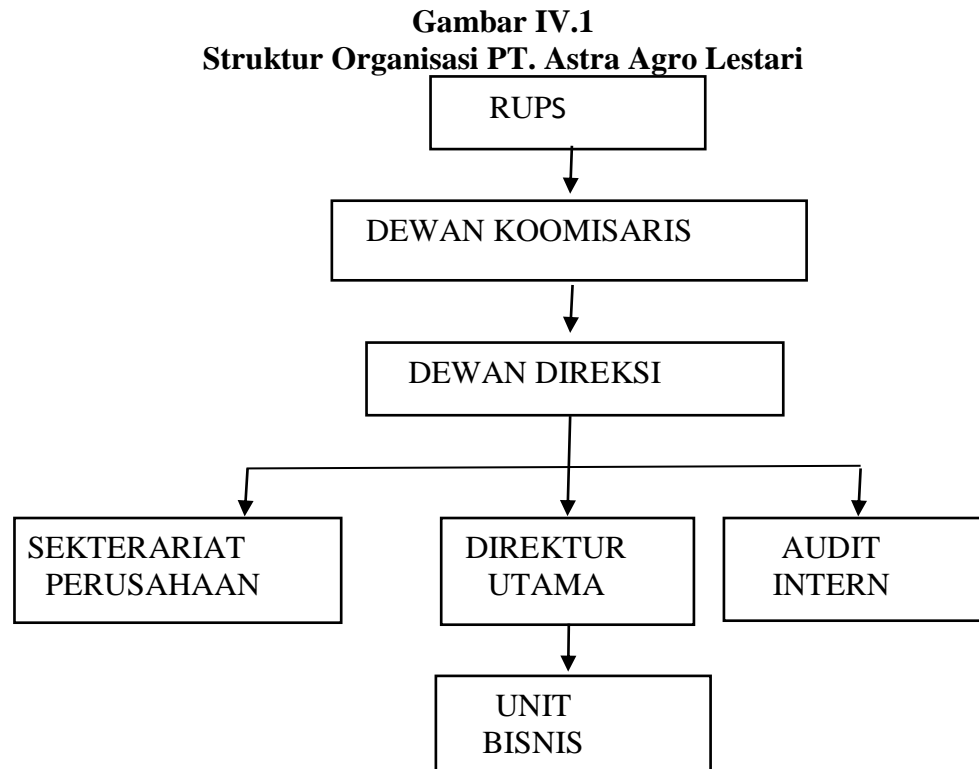 Gambar IV.1
Struktur Organisasi PT. Astra Agro Lestari
RUPS
DEWAN KOOMISARIS
DEWAN DIREKSI
SEKTERARIAT
PERUSAHAAN
DIREKTUR
UTAMA
AUDIT
INTERN
UNIT
BISNIS